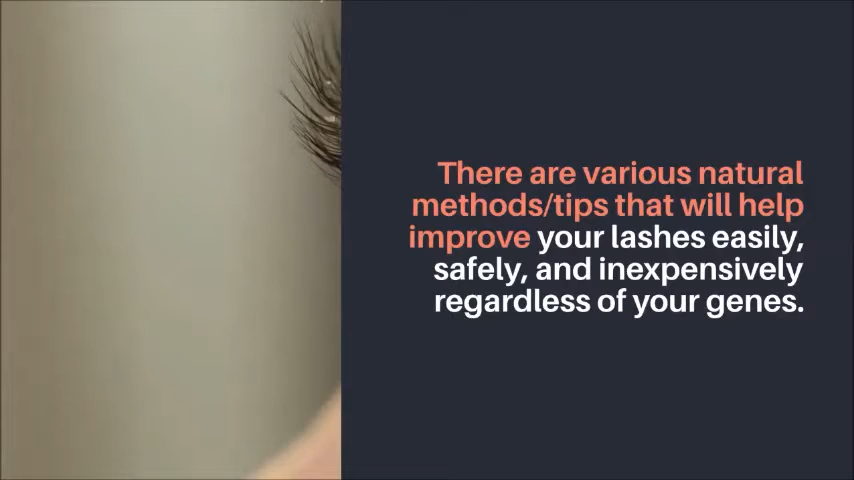 There are various natural
methods/tips that will help
improve your lashes easily,
safely, and inexpensively
regardless of your genes.